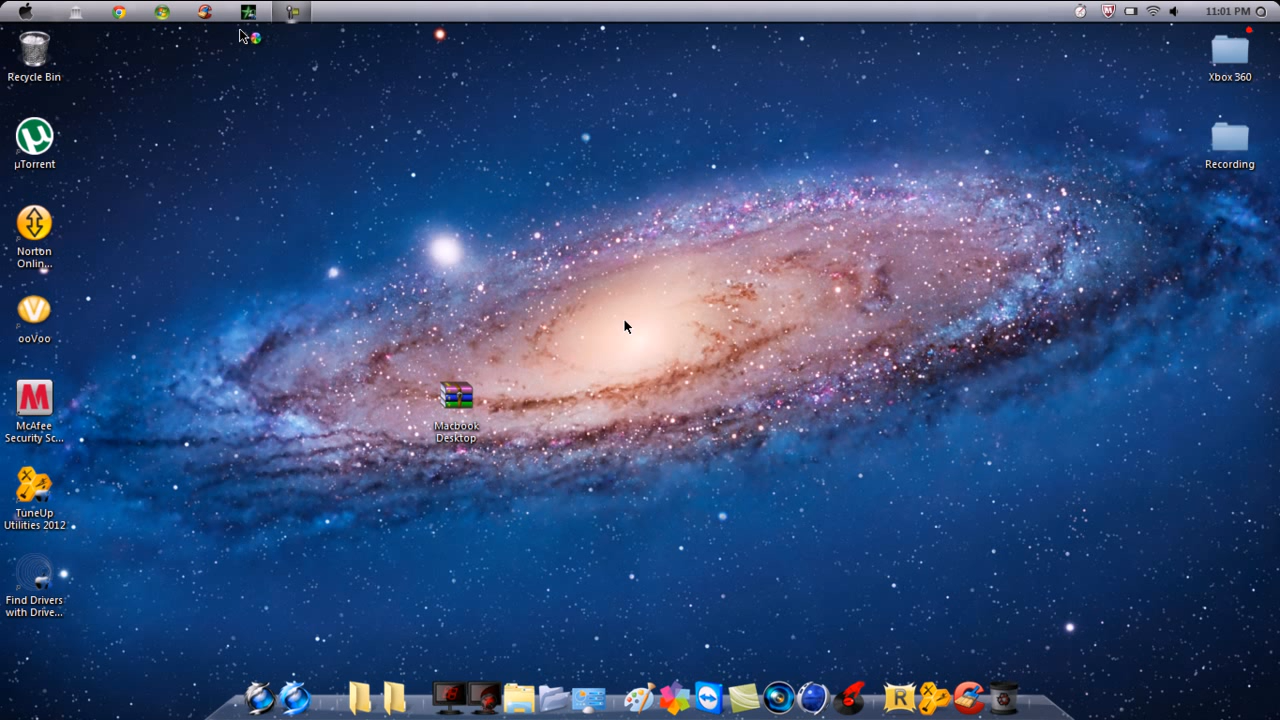 11:01 PM
Recycle Bin
Xbox 360
µTorrent
Recording
Norton
Onlin...
ooVoo
McAfee
Security Sc...
Macbook
Desktop
TuneUp
Utilities 2012
Find Drivers
with Drive...
R